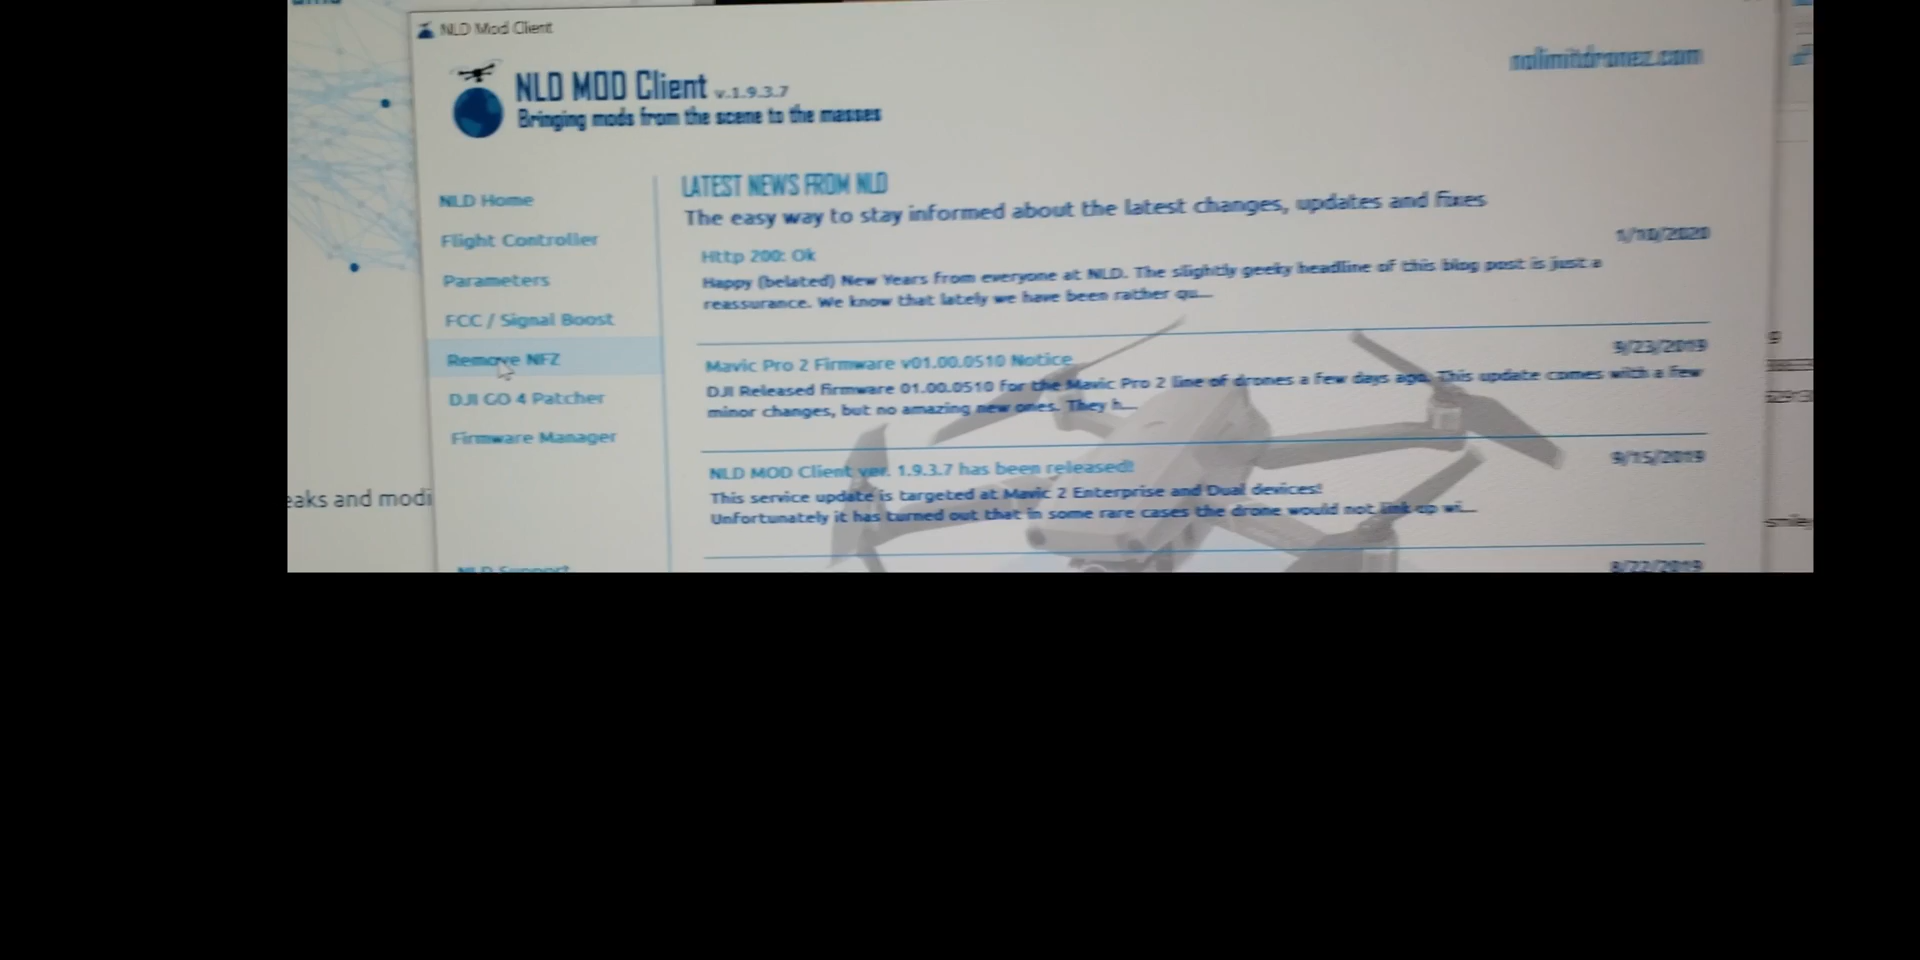 NLD Mod Client
nolimitdronez.com
NLD MOD Client v.1.9.3.7
Bringing mods from the scene to the masses
NLD Home
Flight Controller
Parameters
FCC / Signal Boost
Remove NFZ
DJI GO 4 Patcher
Firmware Manager
NLD Support
LATEST NEWS FROM NLD
The easy way to stay informed about the latest changes, updates and fixes
1/10/2020
Http 200: Ok
Happy (belated) New Years from everyone at NLD. The slightly geeky headline of this blog post is just a
reassurance. We know that lately we have been rather qu...
9/23/2019
Mavic Pro 2 Firmware v01.00.0510 Notice
DJI Released firmware 01.00.0510 for the Mavic Pro 2 line of drones a few days ago. This update comes with a few
minor changes, but no amazing new ones. They h...
9/15/2019
NLD MOD Client ver. 1.9.3.7 has been released!
This service update is targeted at Mavic 2 Enterprise and Dual devices!
Unfortunately it has turned out that in some rare cases the drone would not link up wi...
8/22/2019
eaks and modi
smile